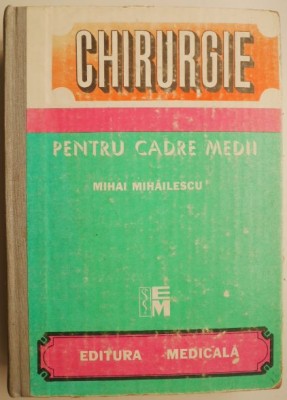 CHIRURGIE
PENTRU CADRE MEDII
MIHAI MIHĂILESCU
EM
EDITURA MEDICALĂ